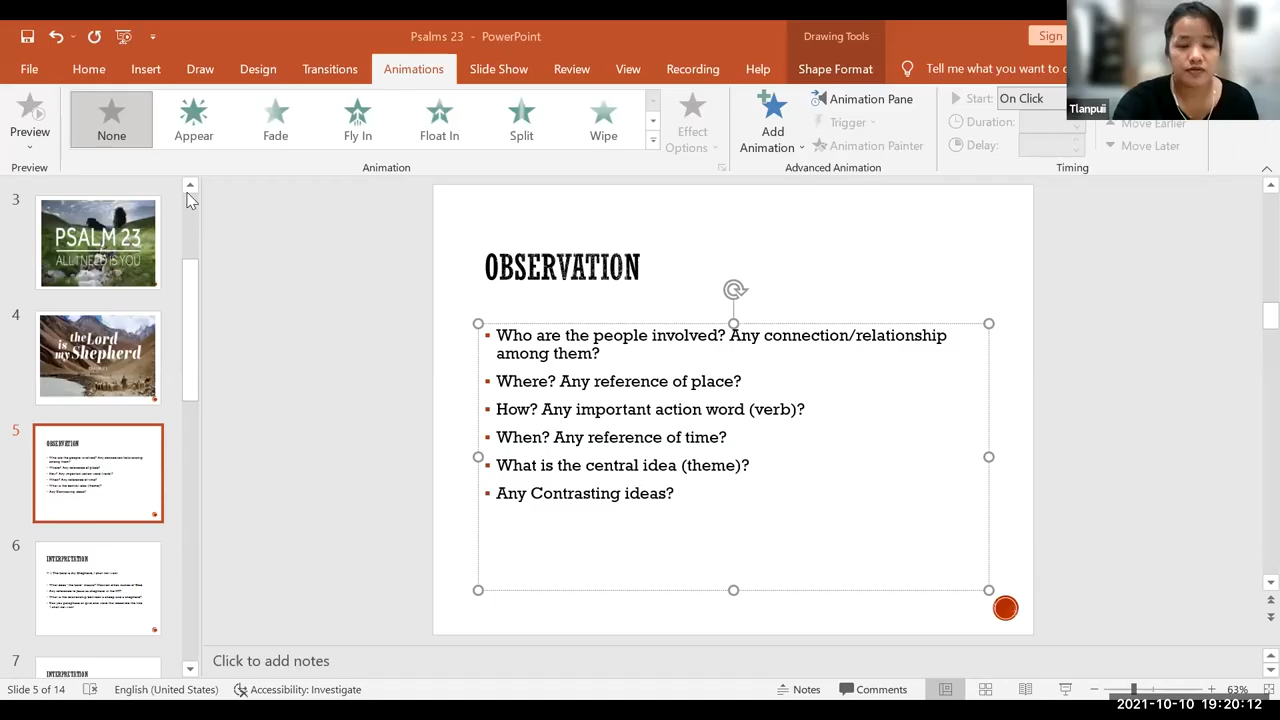 Psalms 23 - PowerPoint
Drawing Tools
Sign
File Home Insert Draw Design Transitions Animations Slide Show Review View Recording Help Shape Format Tell me what you want to
Preview
None Appear Fade Fly In Float In Split Wipe
Effect Options
Add Animation
Animation Pane
Trigger
Animation Painter
Start: On Click
Duration:
Delay:
Move Earlier
Move Later
Preview Animation Advanced Animation Timing
Tlanpuii
3
PSALM 23
ALL I NEED IS YOU
4
the Lord
is my Shepherd
5
OBSERVATION
6
INTERPRETATION
7
INTERPRETATION
OBSERVATION
▪ Who are the people involved? Any connection/relationship
among them?
▪ Where? Any reference of place?
▪ How? Any important action word (verb)?
▪ When? Any reference of time?
▪ What is the central idea (theme)?
▪ Any Contrasting ideas?
Click to add notes
Slide 5 of 14 English (United States) Accessibility: Investigate Notes Comments 63%
2021-10-10 19:20:12